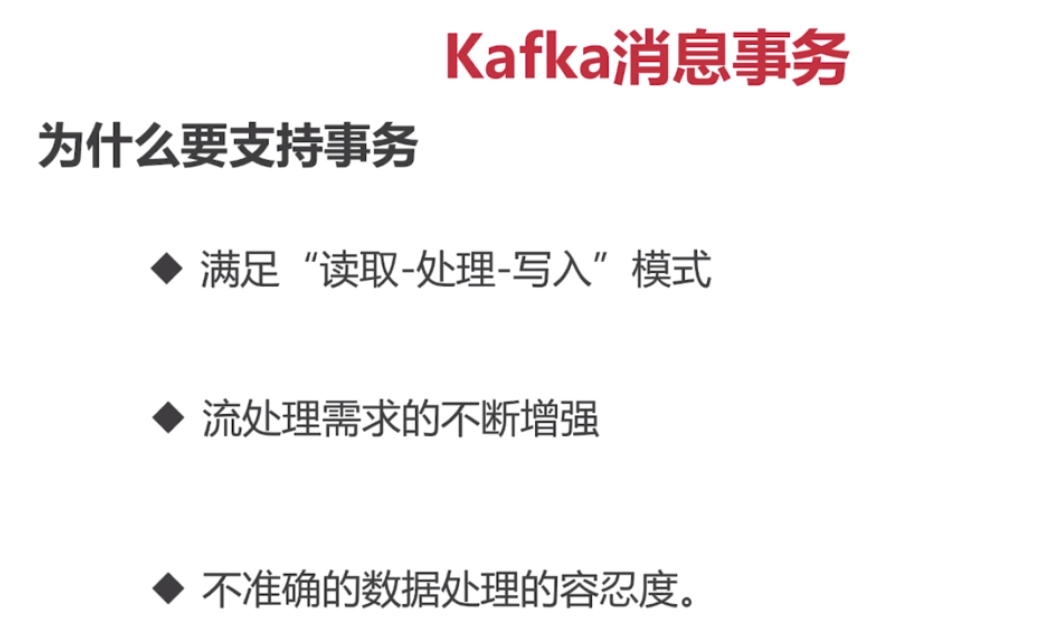 Kafka消息事务
为什么要支持事务
◆ 满足“读取-处理-写入”模式
◆ 流处理需求的不断增强
◆ 不准确的数据处理的容忍度。